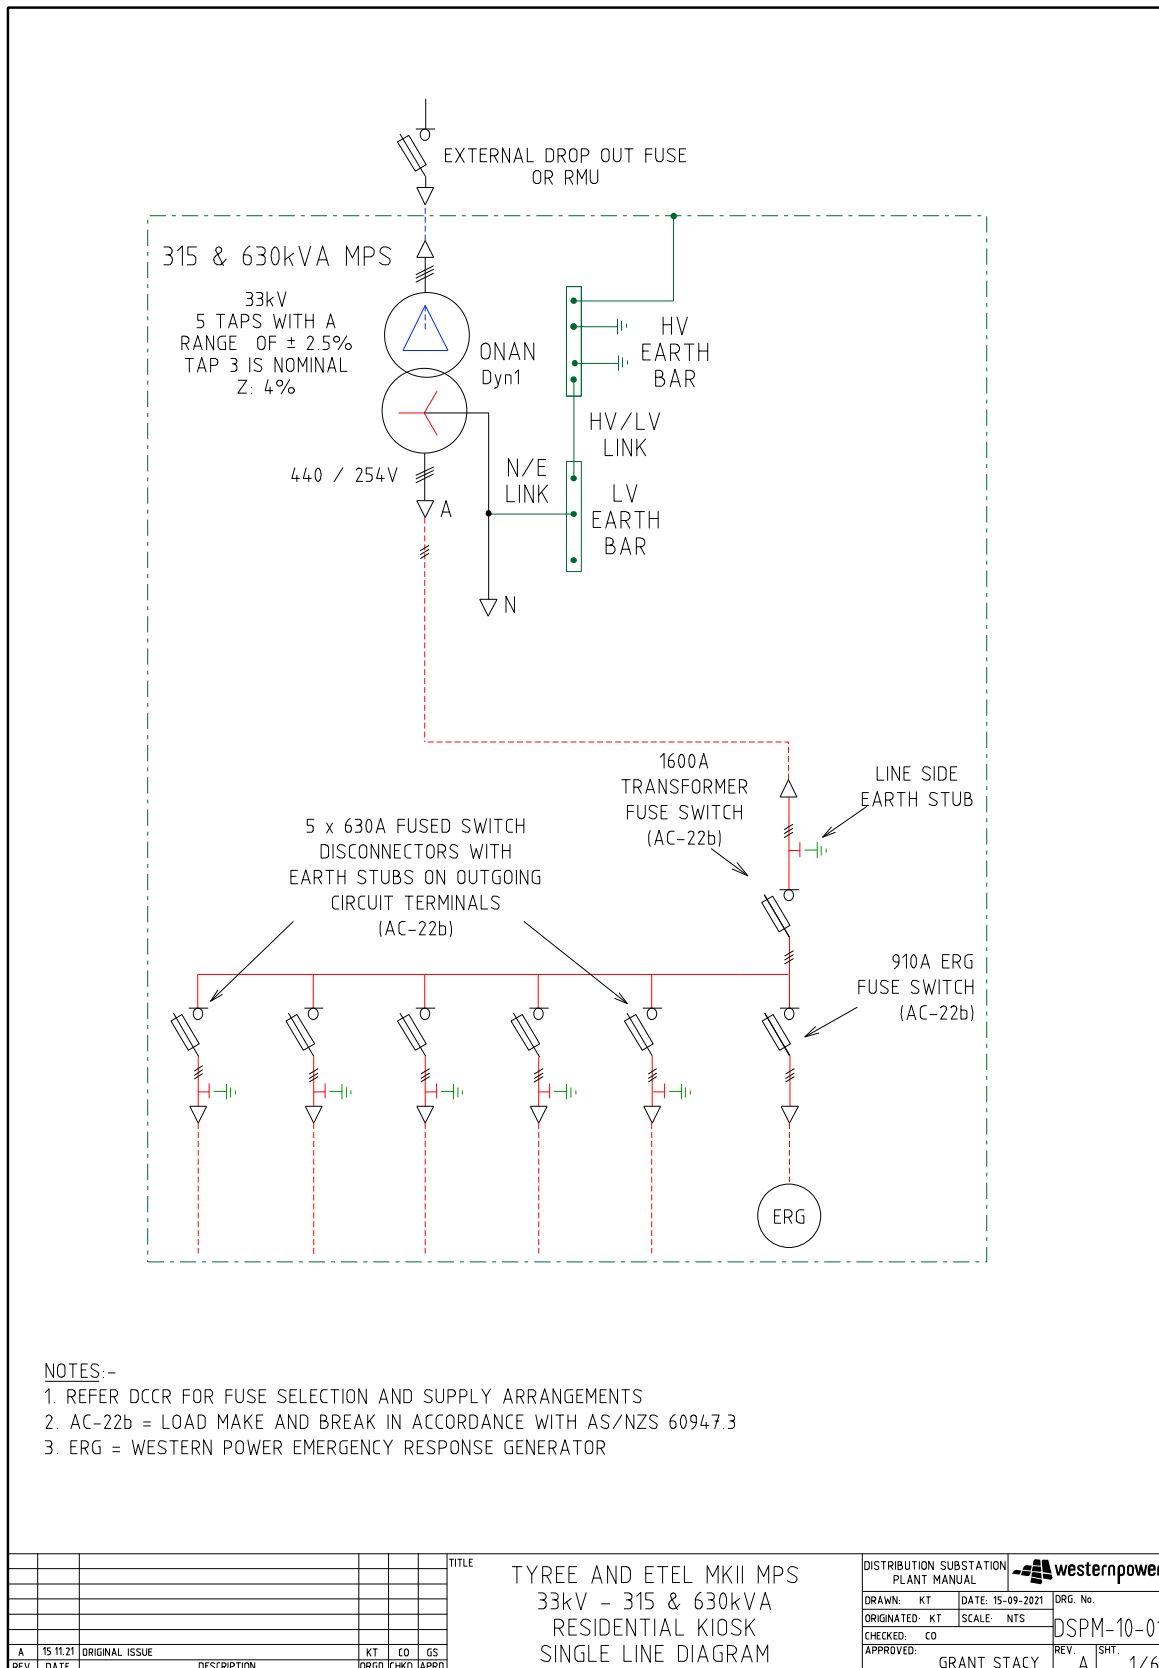 EXTERNAL DROP OUT FUSE
OR RMU
315 & 630kVA MPS
33kV
5 TAPS WITH A
RANGE OF ± 2.5%
TAP 3 IS NOMINAL
Z: 4%
ONAN
Dyn1
HV
EARTH
BAR
HV/LV
LINK
N/E
LINK
LV
EARTH
BAR
440 / 254V
A
N
1600A
TRANSFORMER
FUSE SWITCH
(AC-22b)
LINE SIDE
EARTH STUB
5 x 630A FUSED SWITCH
DISCONNECTORS WITH
EARTH STUBS ON OUTGOING
CIRCUIT TERMINALS
(AC-22b)
910A ERG
FUSE SWITCH
(AC-22b)
ERG
NOTES:-
1. REFER DCCR FOR FUSE SELECTION AND SUPPLY ARRANGEMENTS
2. AC-22b = LOAD MAKE AND BREAK IN ACCORDANCE WITH AS/NZS 60947.3
3. ERG = WESTERN POWER EMERGENCY RESPONSE GENERATOR
A 15 11.21 ORIGINAL ISSUE KT CO GS
REV DATE DESCRIPTION ORGD CHKD APRD
TITLE
TYREE AND ETEL MKII MPS
33kV - 315 & 630kVA
RESIDENTIAL KIOSK
SINGLE LINE DIAGRAM
DISTRIBUTION SUBSTATION
PLANT MANUAL
westernpower
DRAWN: KT DATE: 15-09-2021
ORIGINATED: KT SCALE: NTS
CHECKED: CO
APPROVED: GRANT STACY
DRG. No.
DSPM-10-01
REV. A SHT. 1/6